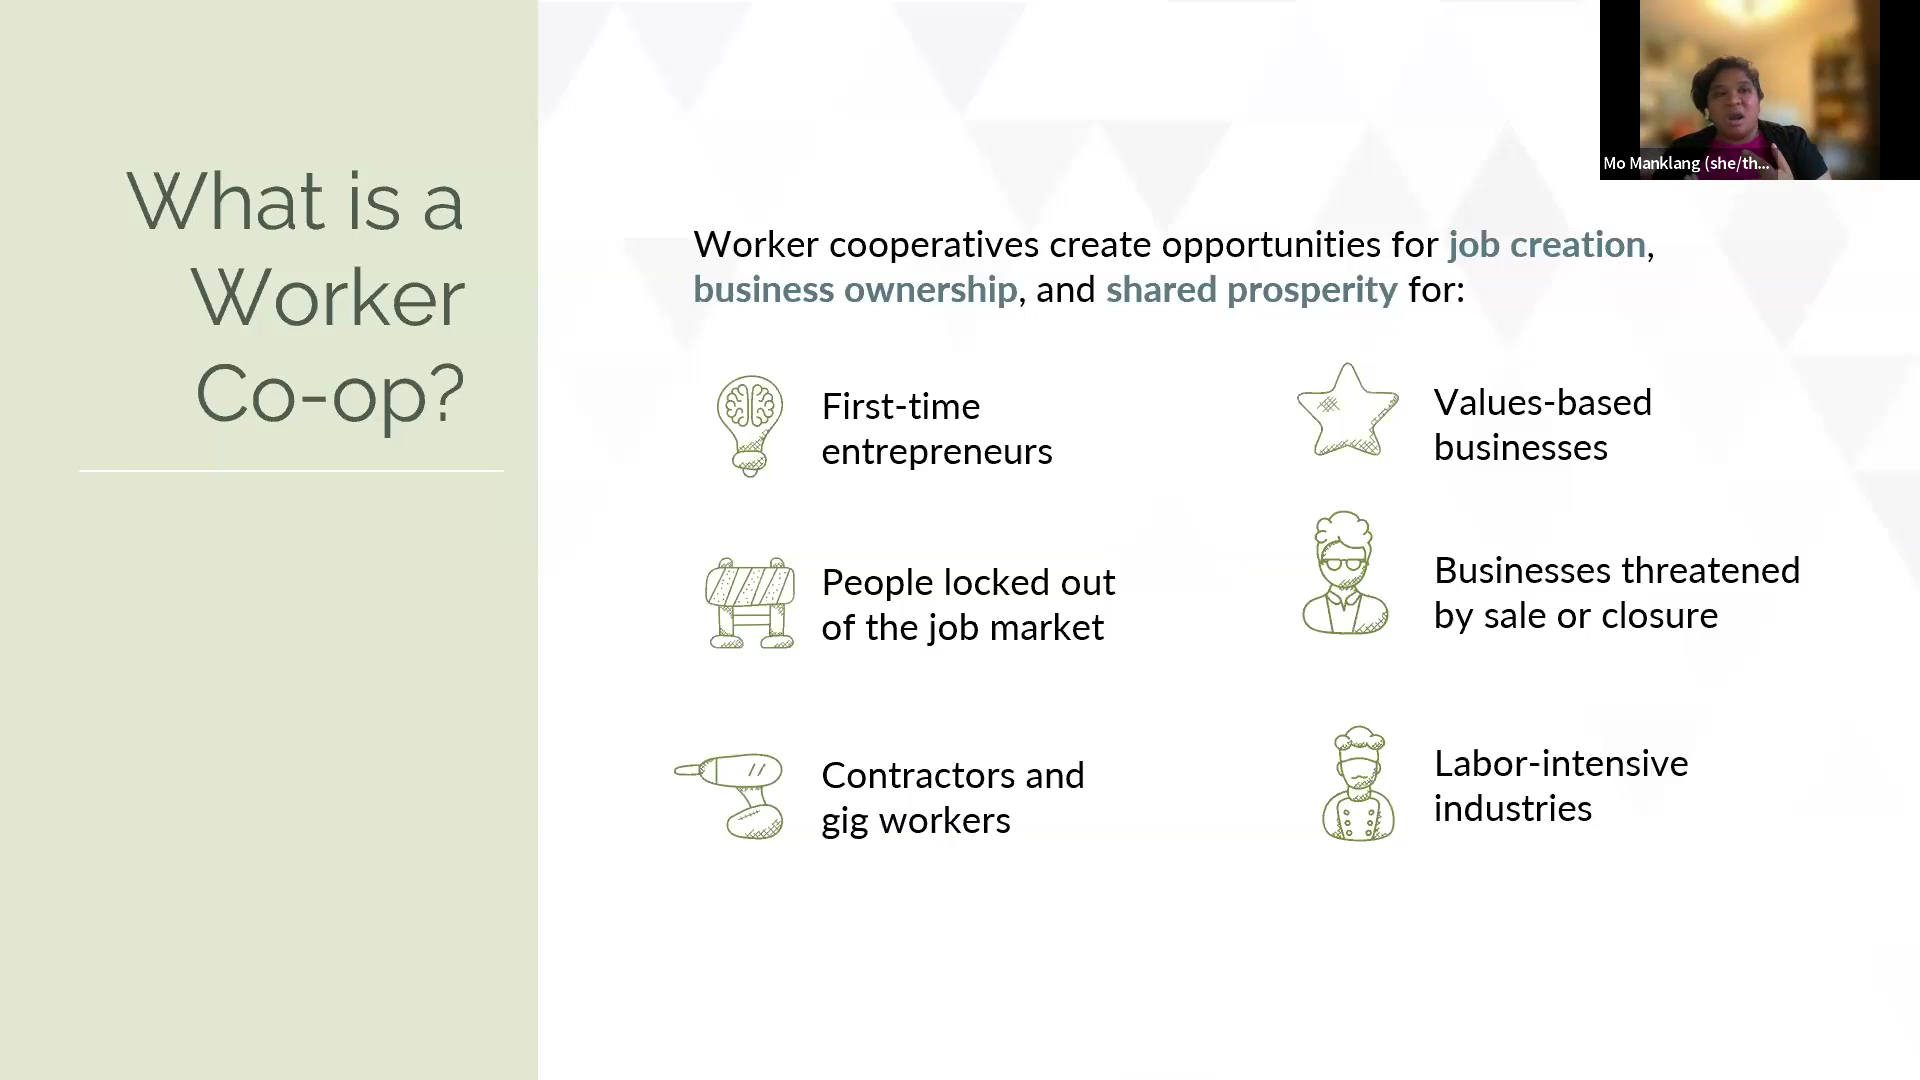 What is a
Worker
Co-op?
Mo Manklang (she/th...
Worker cooperatives create opportunities for job creation,
business ownership, and shared prosperity for:
First-time
entrepreneurs
Values-based
businesses
People locked out
of the job market
Businesses threatened
by sale or closure
Contractors and
gig workers
Labor-intensive
industries